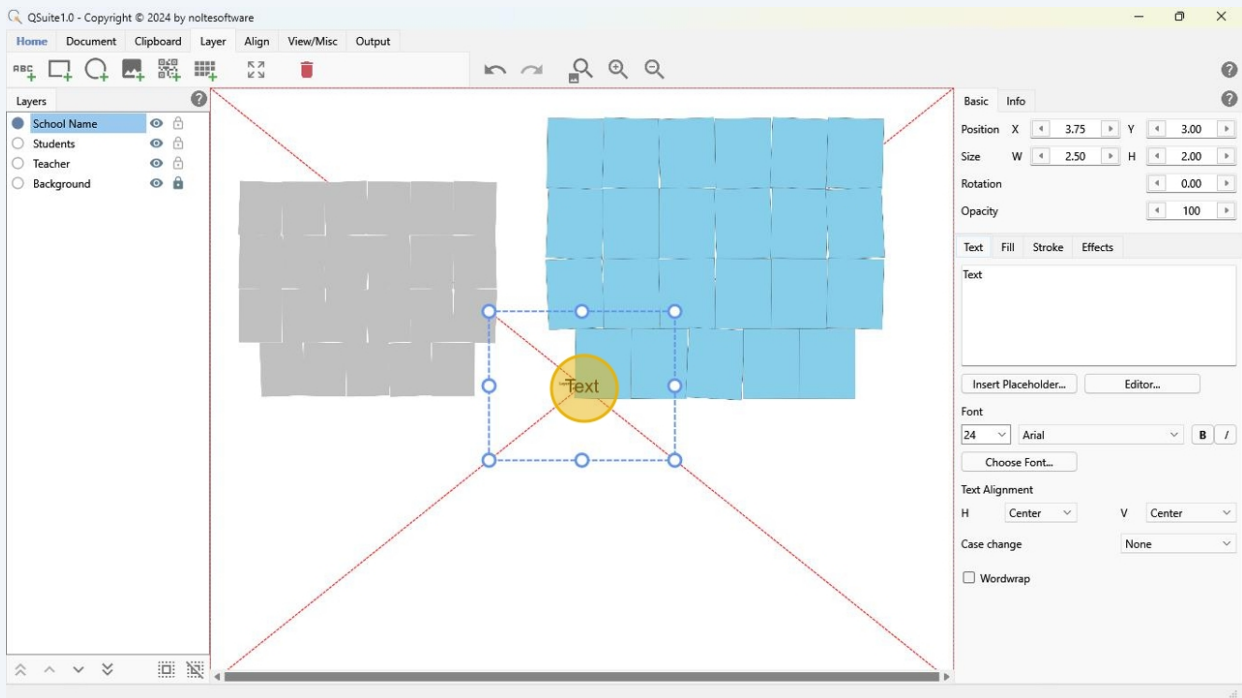 QSuite1.0 - Copyright © 2024 by noltesoftware
Home Document Clipboard Layer Align View/Misc Output
ABC
Layers
School Name
Students
Teacher
Background
Text
Basic Info
Position X 3.75 Y 3.00
Size W 2.50 H 2.00
Rotation 0.00
Opacity 100
Text Fill Stroke Effects
Text
Insert Placeholder... Editor...
Font
24 Arial B I
Choose Font...
Text Alignment
H Center V Center
Case change None
Wordwrap